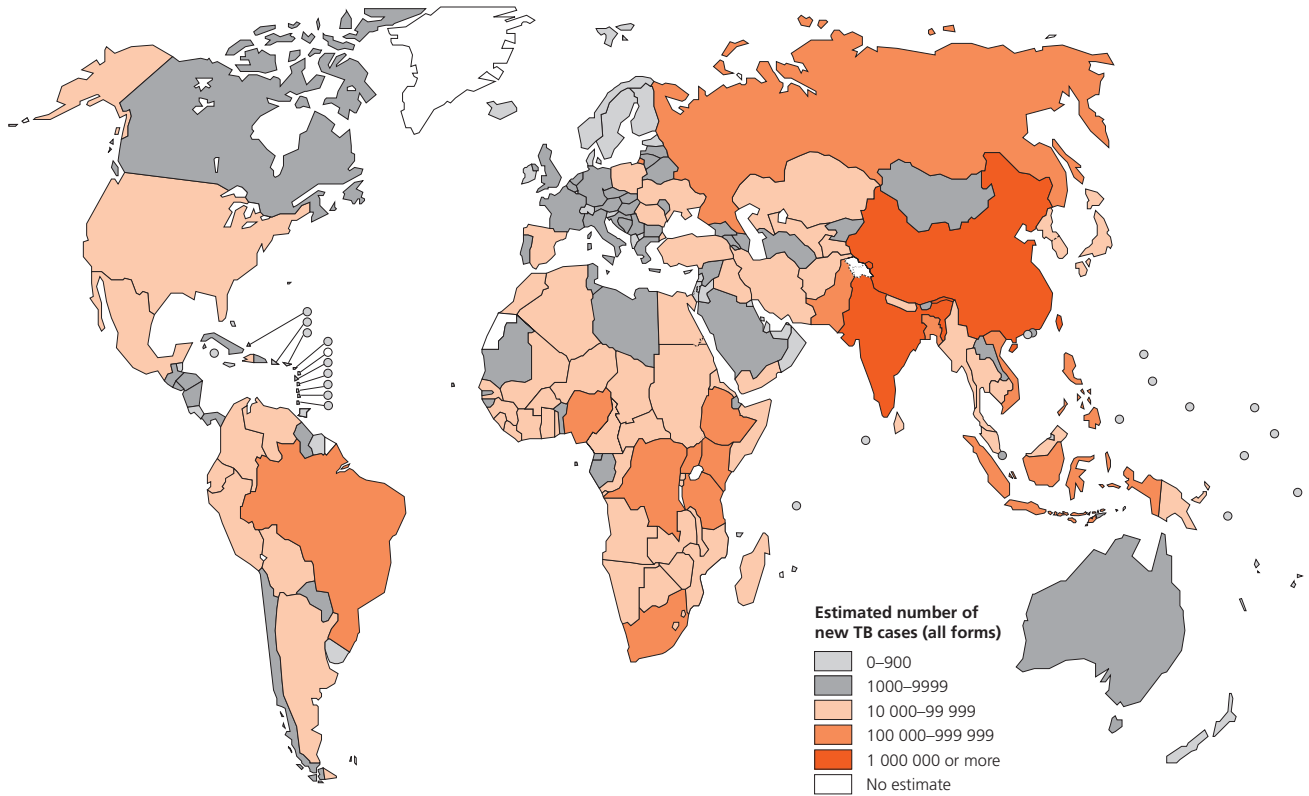 Estimated number of
new TB cases (all forms)
0–900
1000–9999
10 000–99 999
100 000–999 999
1 000 000 or more
No estimate